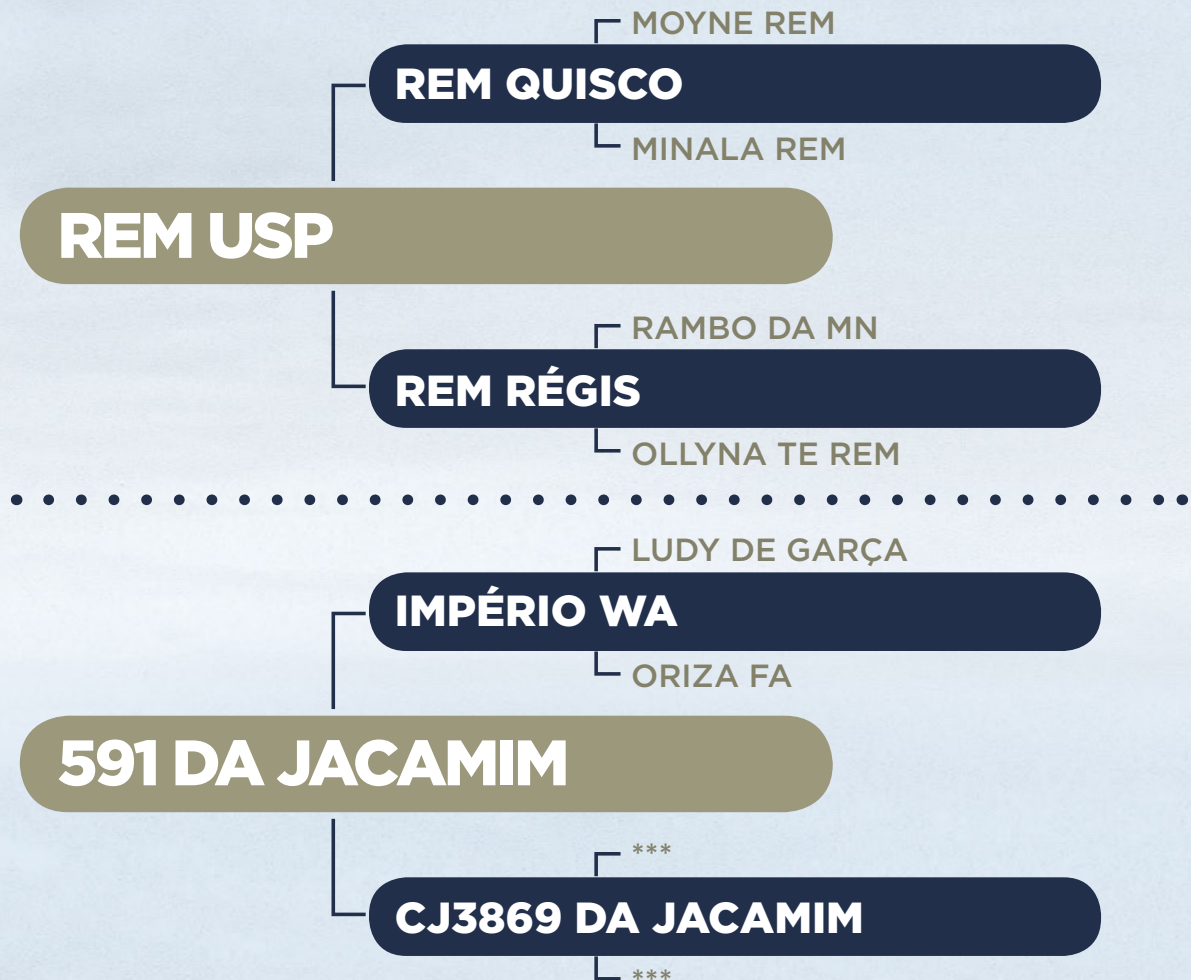 MOYNE REM
REM QUISCO
MINALA REM
REM USP
RAMBO DA MN
REM RÉGIS
OLLYNA TE REM
LUDY DE GARÇA
IMPÉRIO WA
ORIZA FA
591 DA JACAMIM
***
CJ3869 DA JACAMIM
***